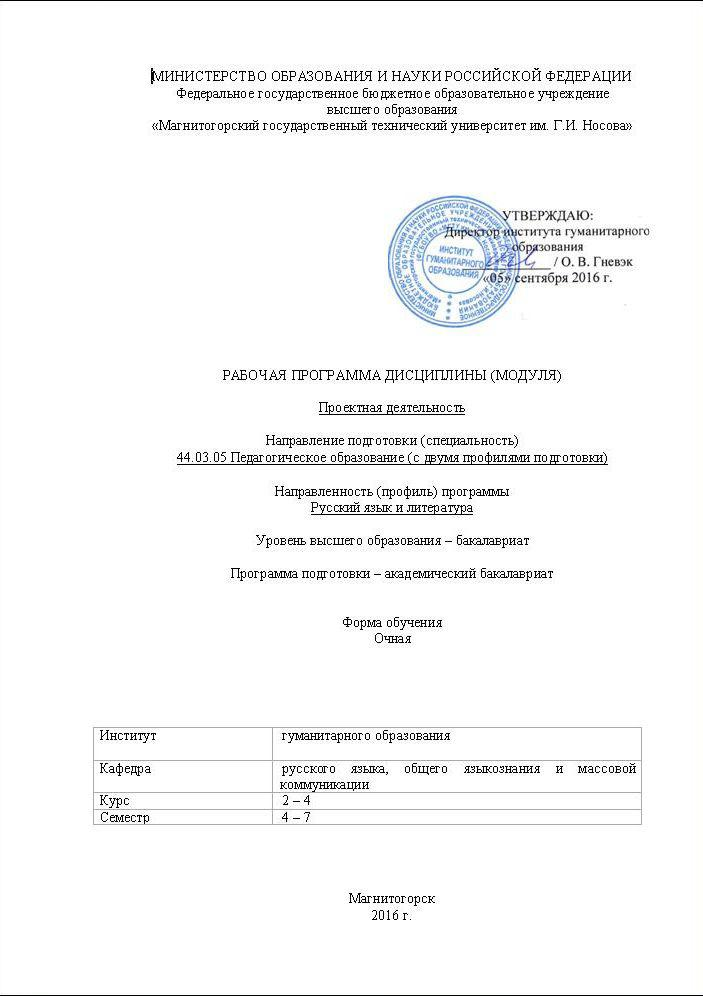 МИНИСТЕРСТВО ОБРАЗОВАНИЯ И НАУКИ РОССИЙСКОЙ ФЕДЕРАЦИИ
Федеральное государственное бюджетное образовательное учреждение
высшего образования
«Магнитогорский государственный технический университет им. Г.И. Носова»
УТВЕРЖДАЮ:
Директор института гуманитарного
образования
/ О. В. Гневэк
«05» сентября 2016 г.
ИНСТИТУТ
ГУМАНИТАРНОГО
ОБРАЗОВАНИЯ
РАБОЧАЯ ПРОГРАММА ДИСЦИПЛИНЫ (МОДУЛЯ)
Проектная деятельность
Направление подготовки (специальность)
44.03.05 Педагогическое образование (с двумя профилями подготовки)
Направленность (профиль) программы
Русский язык и литература
Уровень высшего образования – бакалавриат
Программа подготовки – академический бакалавриат
Форма обучения
Очная
Институт гуманитарного образования
Кафедра русского языка, общего языкознания и массовой
коммуникации
Курс 2 – 4
Семестр 4 – 7
Магнитогорск
2016 г.